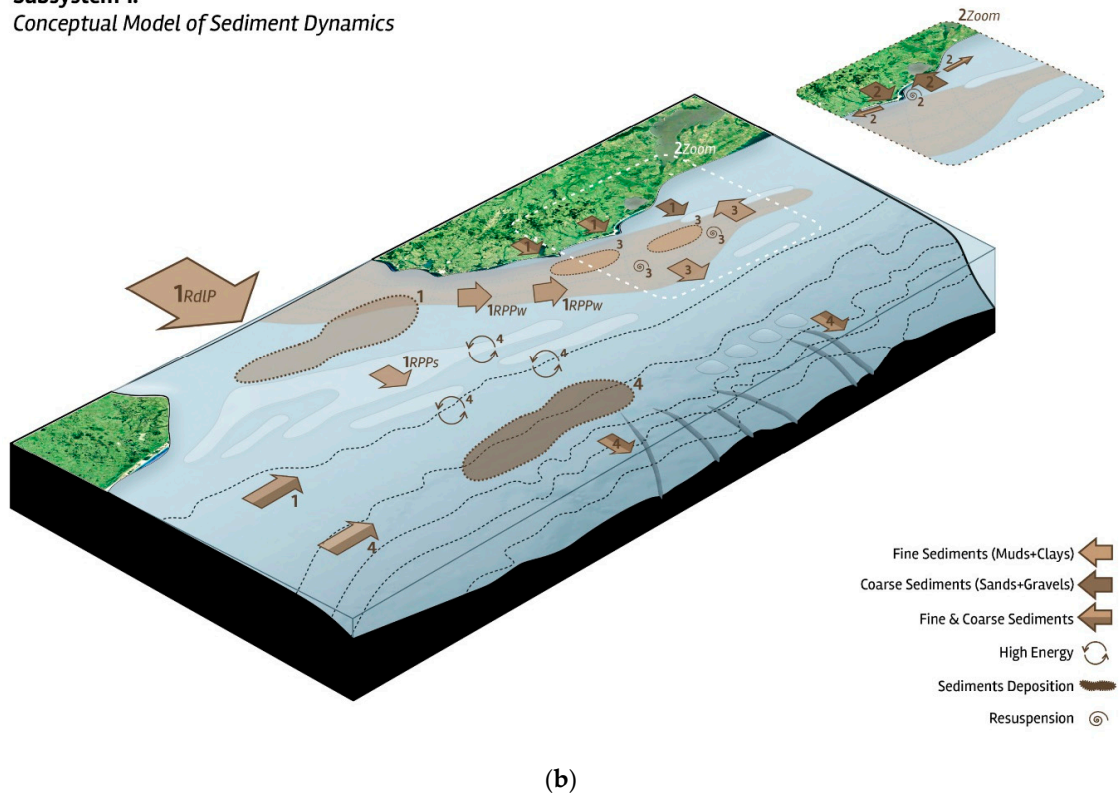 Conceptual Model of Sediment Dynamics
2Zoom
2
2
2
2
2
2Zoom
1
3
3
1
3
1
3
3
3
1RdlP
1
1RPPw
1RPPw
4
4
1RPPs
4
4
4
4
1
4
Fine Sediments (Muds+Clays)
Coarse Sediments (Sands+Gravels)
Fine & Coarse Sediments
High Energy
Sediments Deposition
Resuspension
(b)